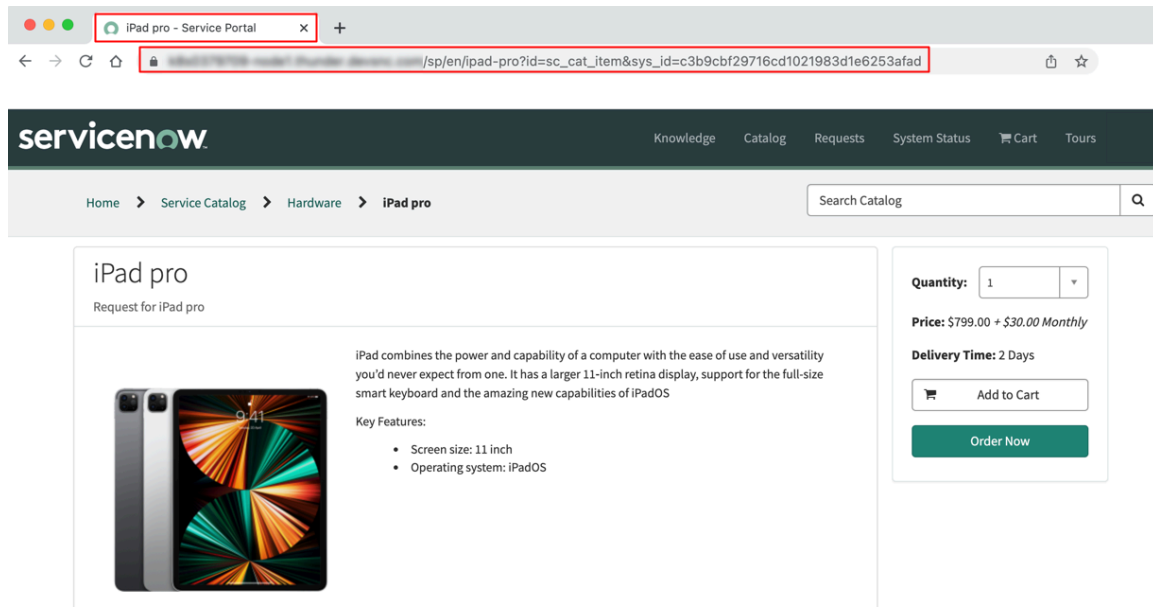 iPad pro - Service Portal
/sp/en/ipad-pro?id=sc_cat_item&sys_id=c3b9cbf29716cd1021983d1e6253afad
servicenow
Knowledge Catalog Requests System Status Cart Tours
Home Service Catalog Hardware iPad pro
Search Catalog
iPad pro
Request for iPad pro
Quantity: 1
Price: $799.00 + $30.00 Monthly
Delivery Time: 2 Days
Add to Cart
Order Now
iPad combines the power and capability of a computer with the ease of use and versatility
you'd never expect from one. It has a larger 11-inch retina display, support for the full-size
smart keyboard and the amazing new capabilities of iPadOS
Key Features:
• Screen size: 11 inch
• Operating system: iPadOS
9:41